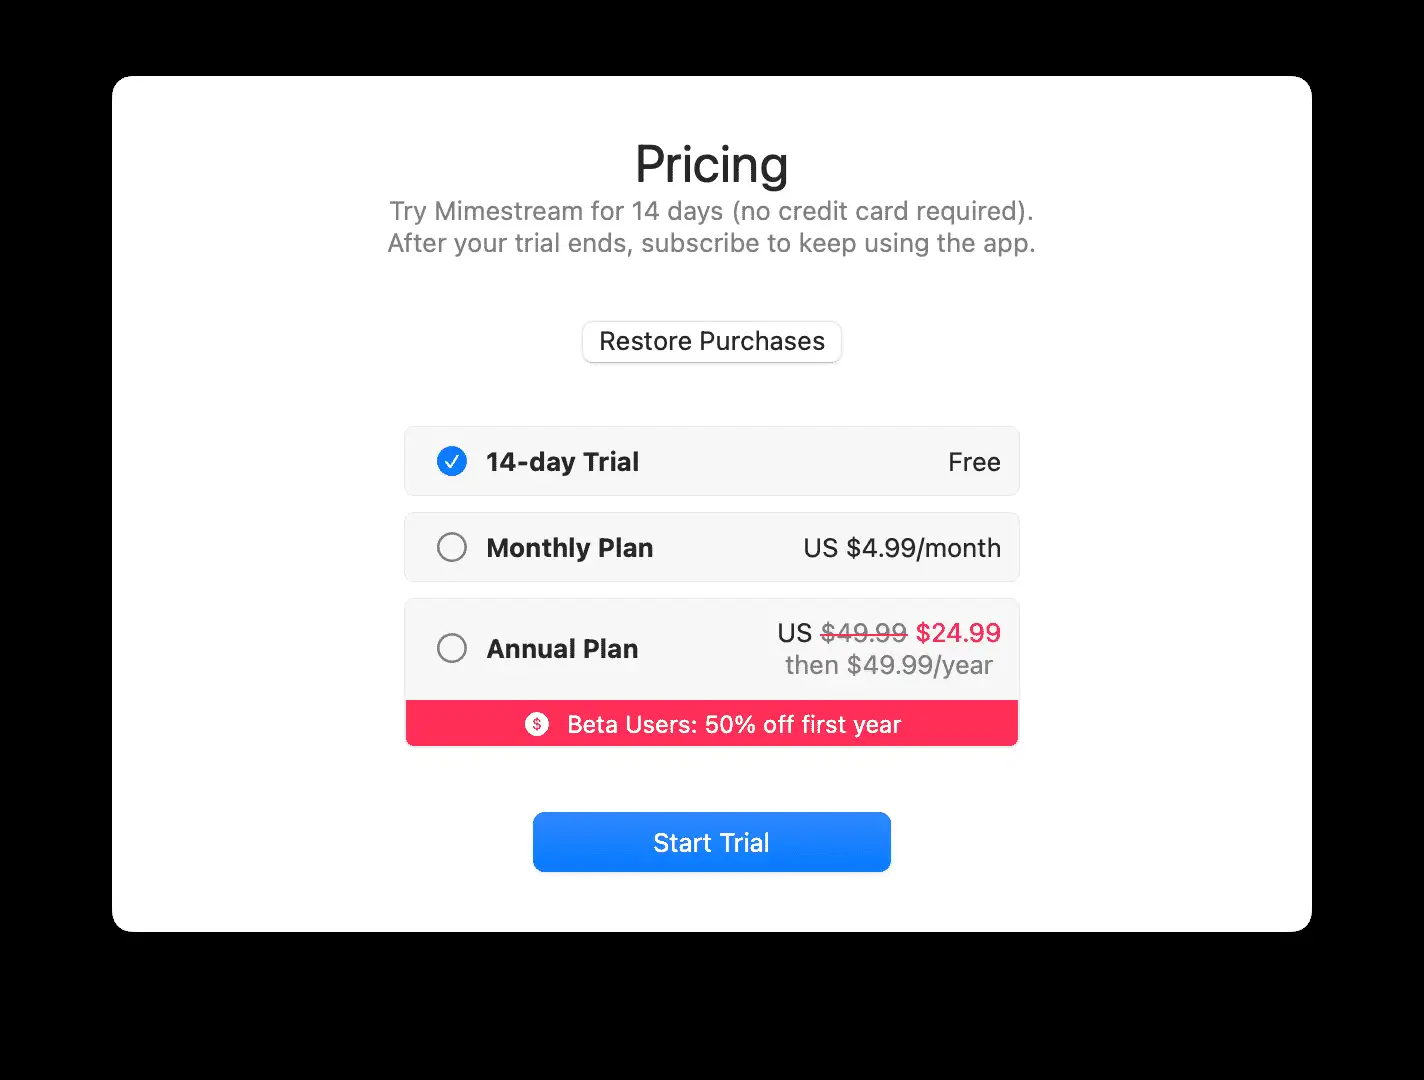 Pricing
Try Mimestream for 14 days (no credit card required).
After your trial ends, subscribe to keep using the app.
Restore Purchases
14-day Trial Free
Monthly Plan US $4.99/month
Annual Plan US $49.99 $24.99
then $49.99/year
$ Beta Users: 50% off first year
Start Trial